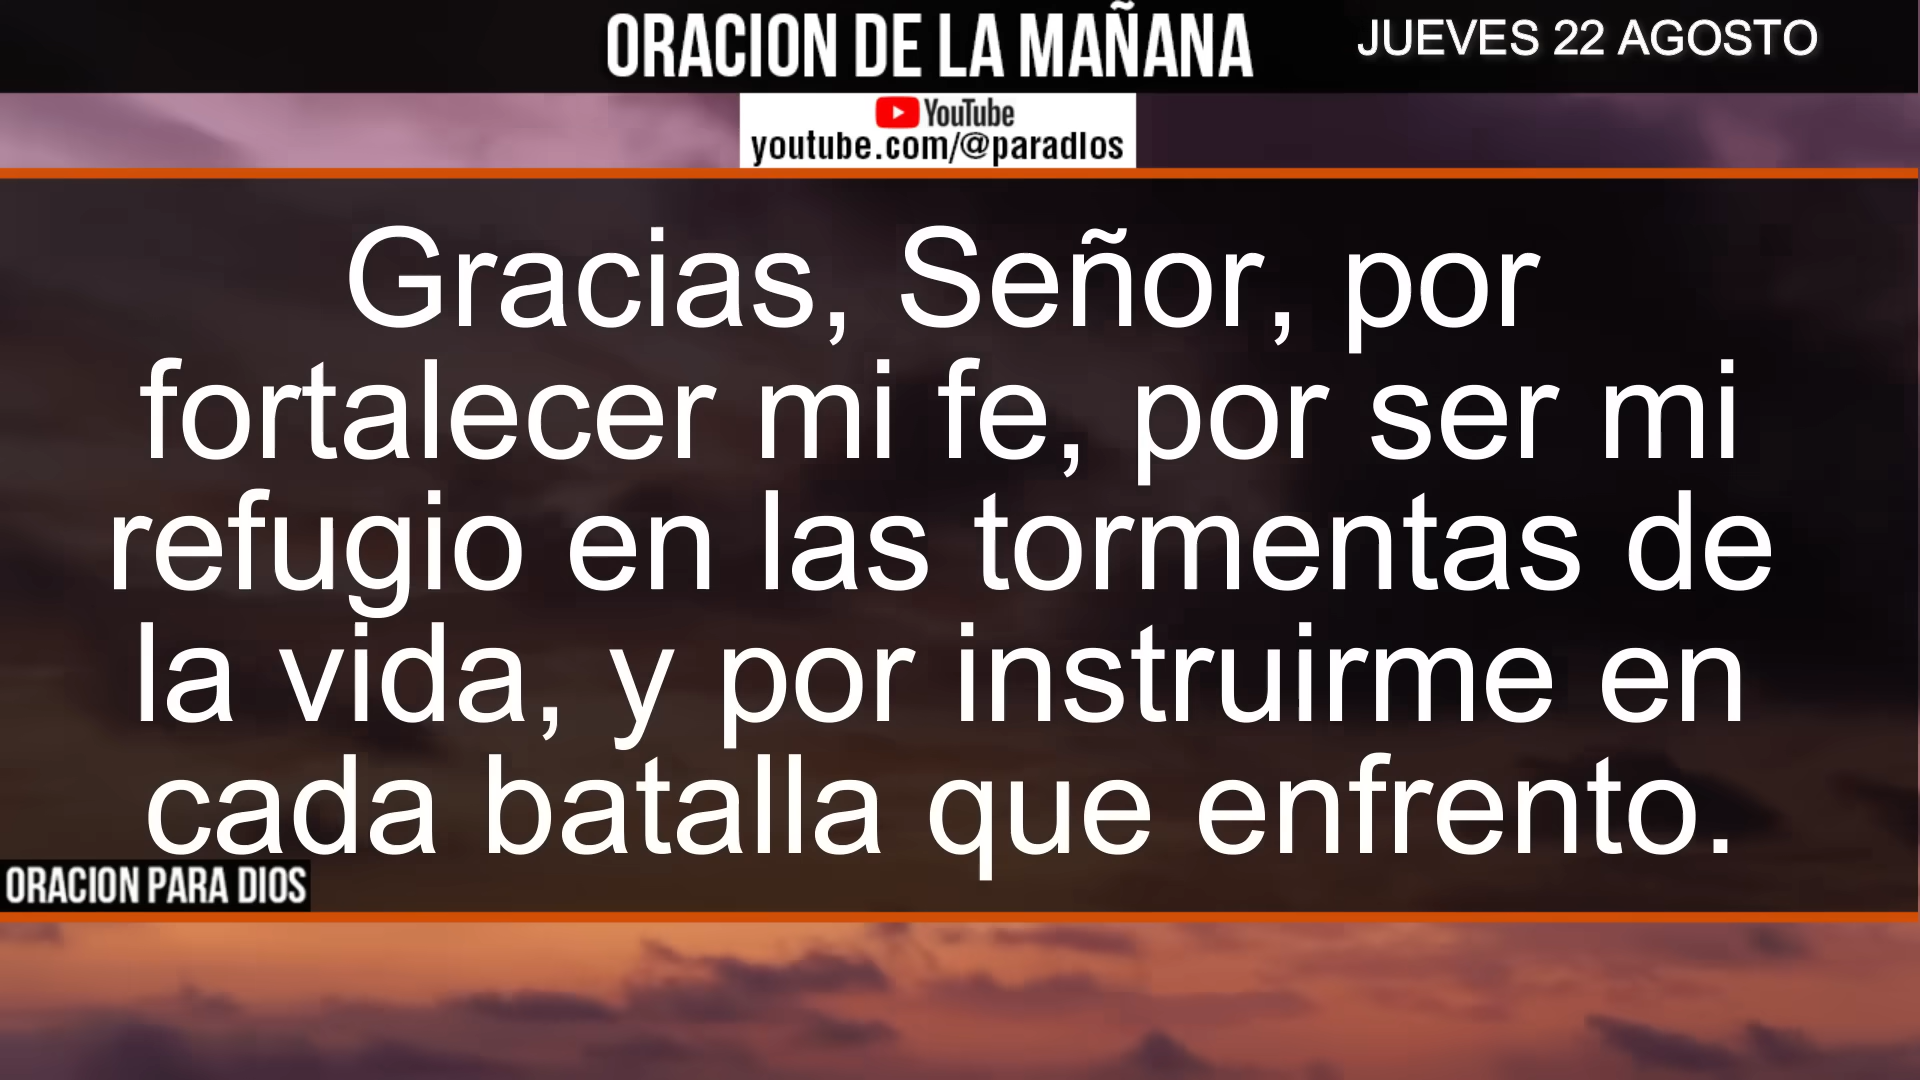 ORACION DE LA MAÑANA
JUEVES 22 AGOSTO
YouTube
youtube.com/@paradIos
Gracias, Señor, por
fortalecer mi fe, por ser mi
refugio en las tormentas de
la vida, y por instruirme en
cada batalla que enfrento.
ORACION PARA DIOS